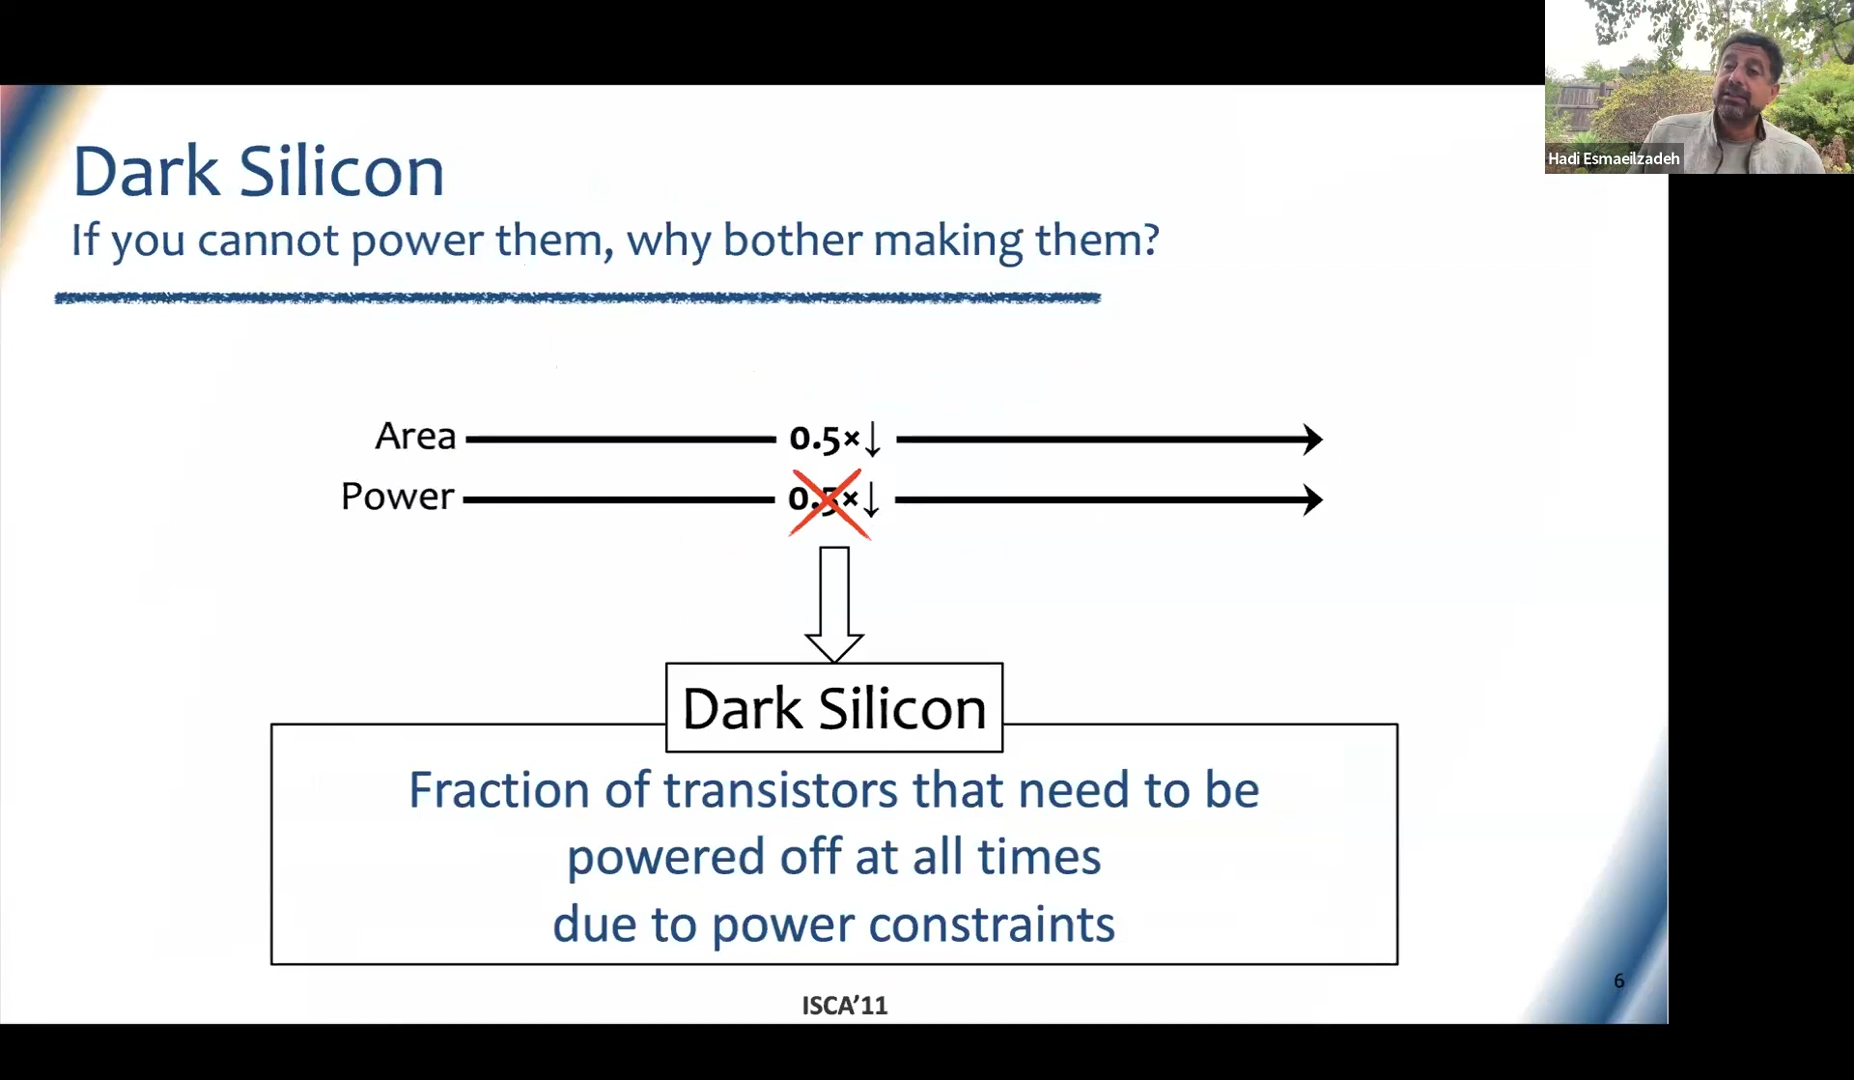 Hadi Esmaeilzadeh
Dark Silicon
If you cannot power them, why bother making them?
Area 0.5×↓
Power 0.5×↓
Dark Silicon
Fraction of transistors that need to be
powered off at all times
due to power constraints
6
ISCA’11